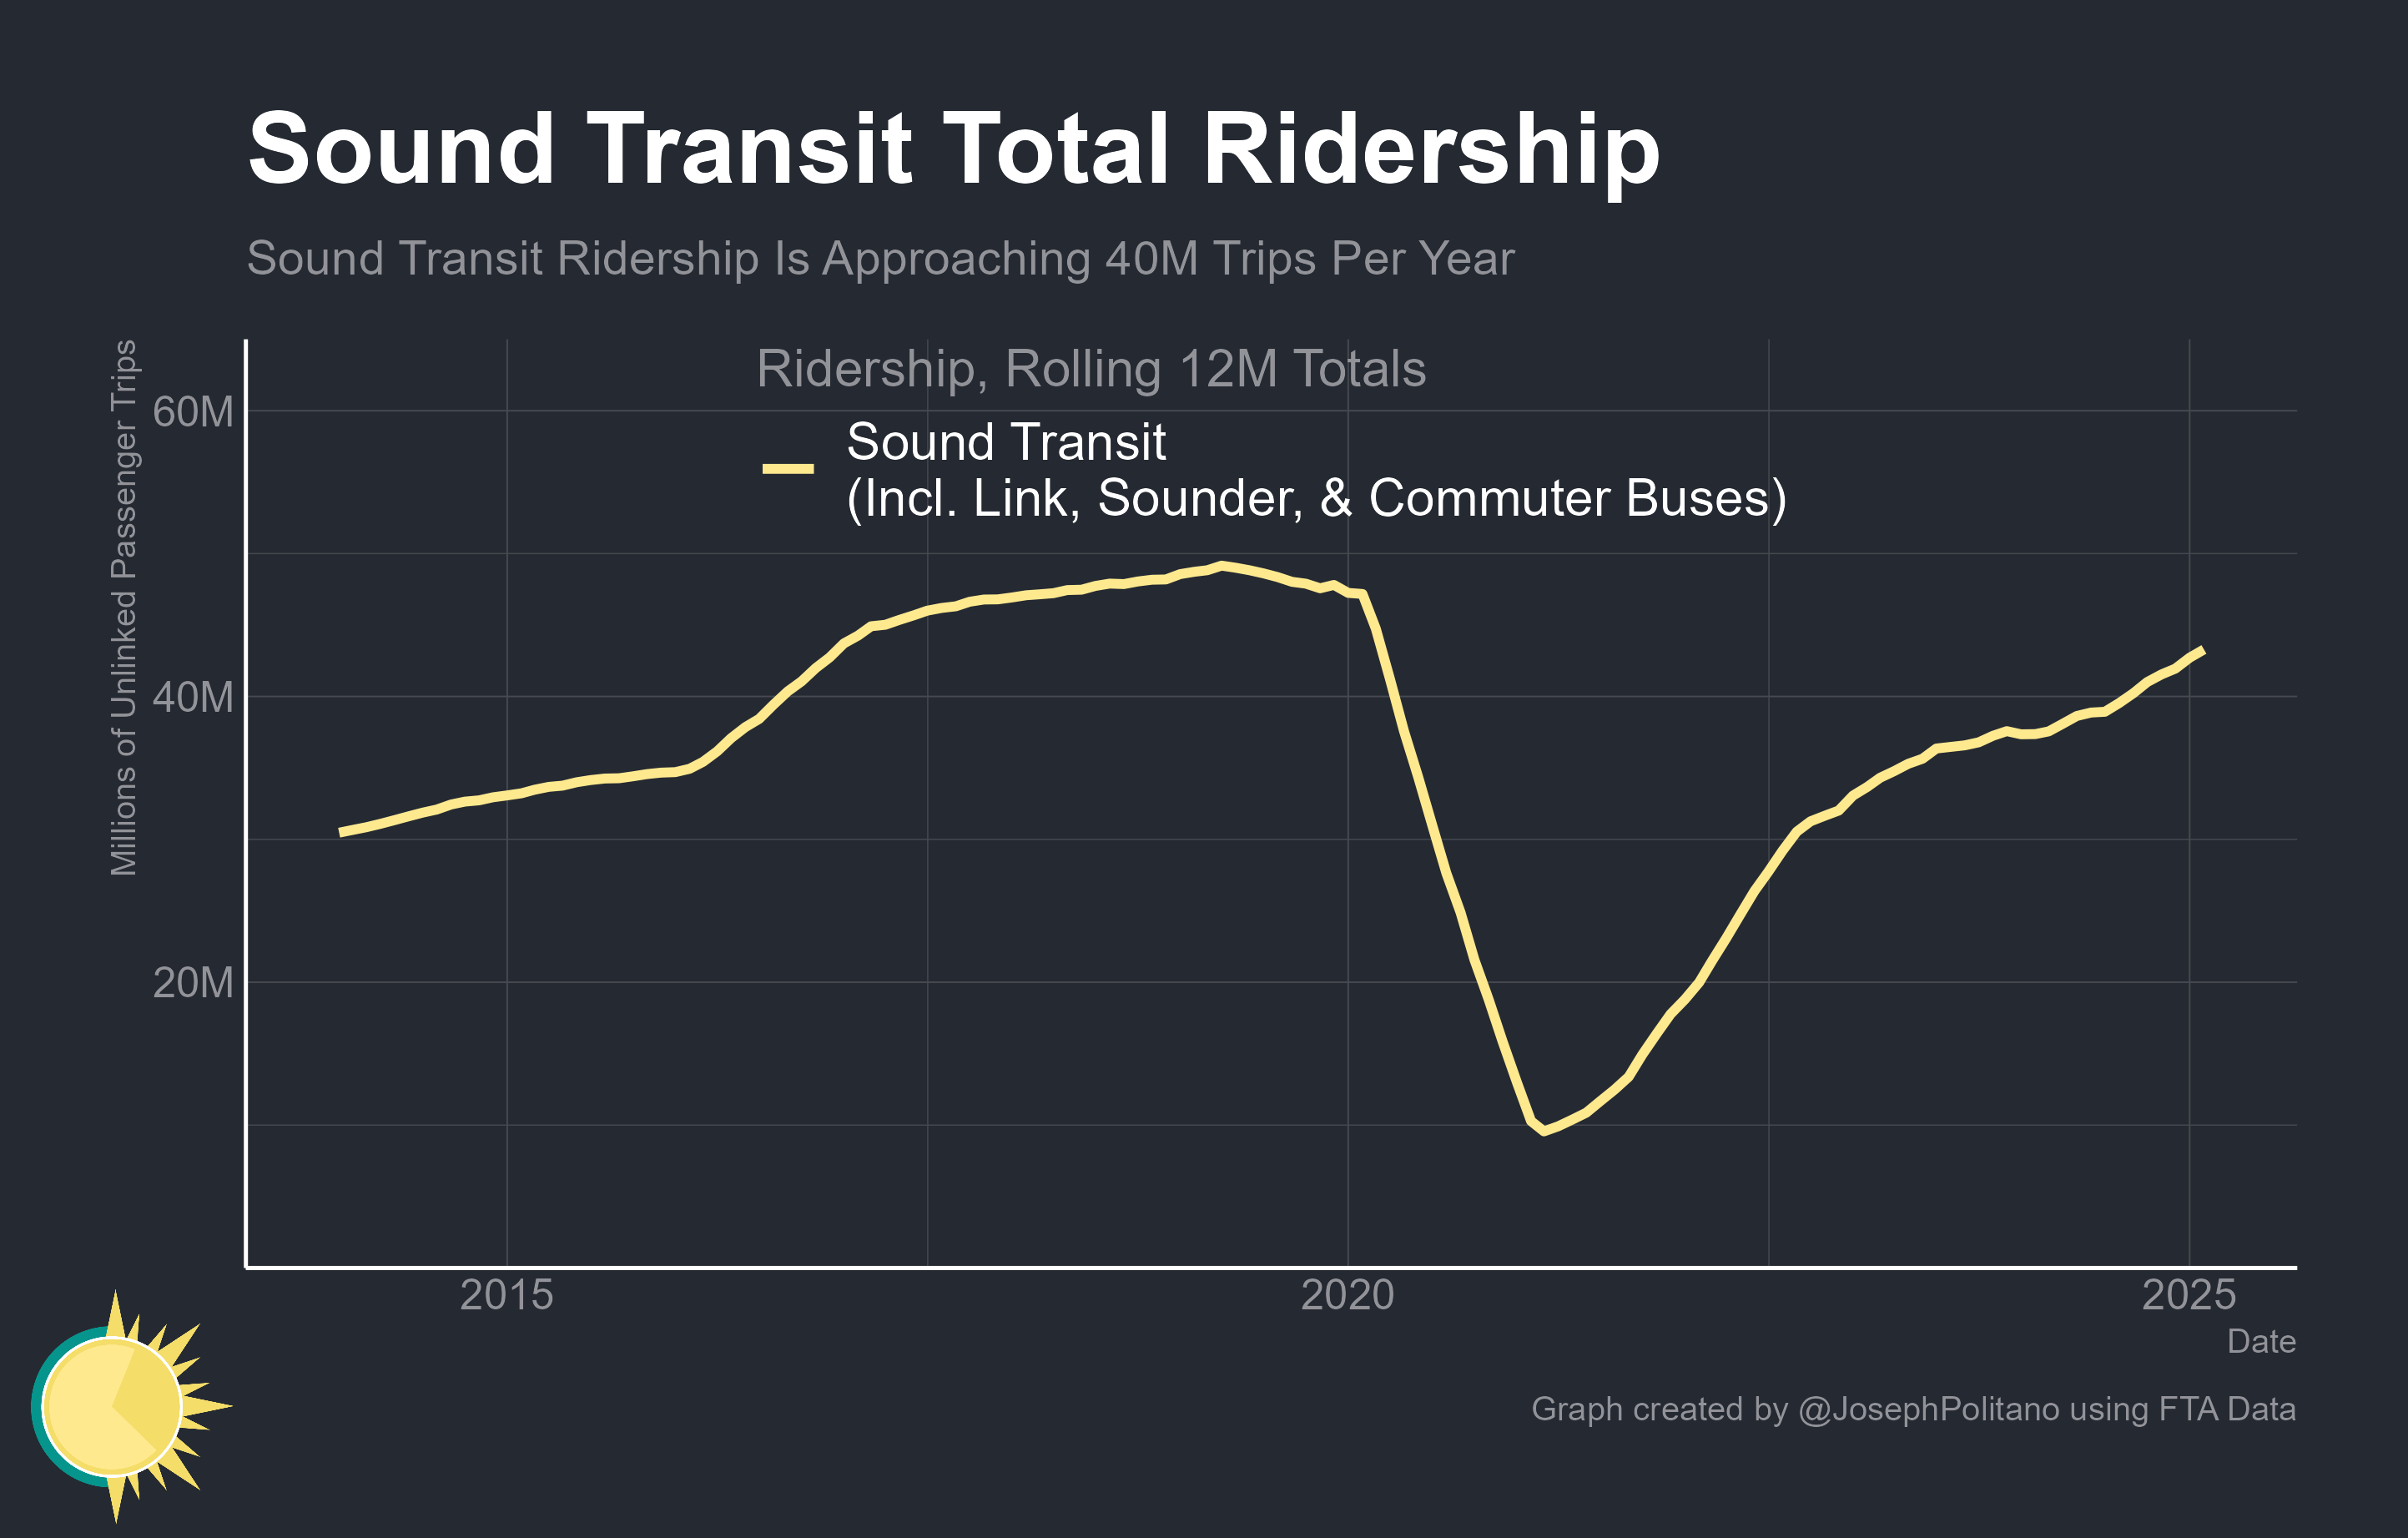 Sound Transit Total Ridership
Sound Transit Ridership Is Approaching 40M Trips Per Year
Ridership, Rolling 12M Totals
Sound Transit
(Incl. Link, Sounder, & Commuter Buses)
Millions of Unlinked Passenger Trips
60M
40M
20M
2015
2020
2025
Date
Graph created by @JosephPolitano using FTA Data